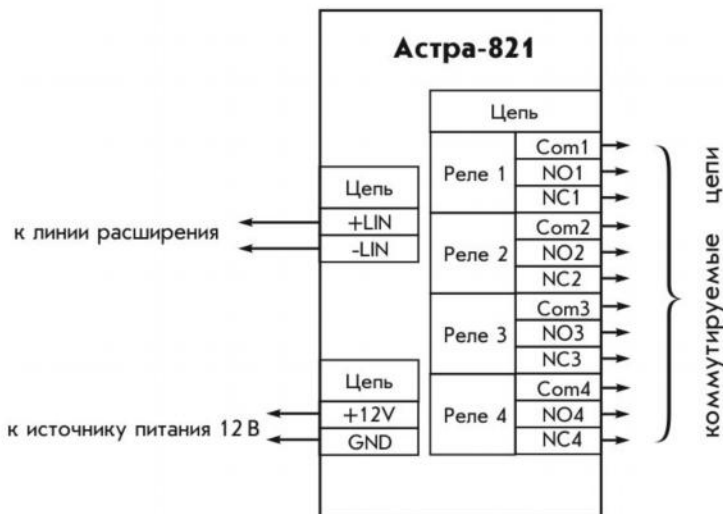 Астра-821
Цепь
+LIN
-LIN
к линии расширения
Цепь
+12V
GND
к источнику питания 12 В
Цепь
Реле 1
Com1
NO1
NC1
Реле 2
Com2
NO2
NC2
Реле 3
Com3
NO3
NC3
Реле 4
Com4
NO4
NC4
коммутируемые цепи